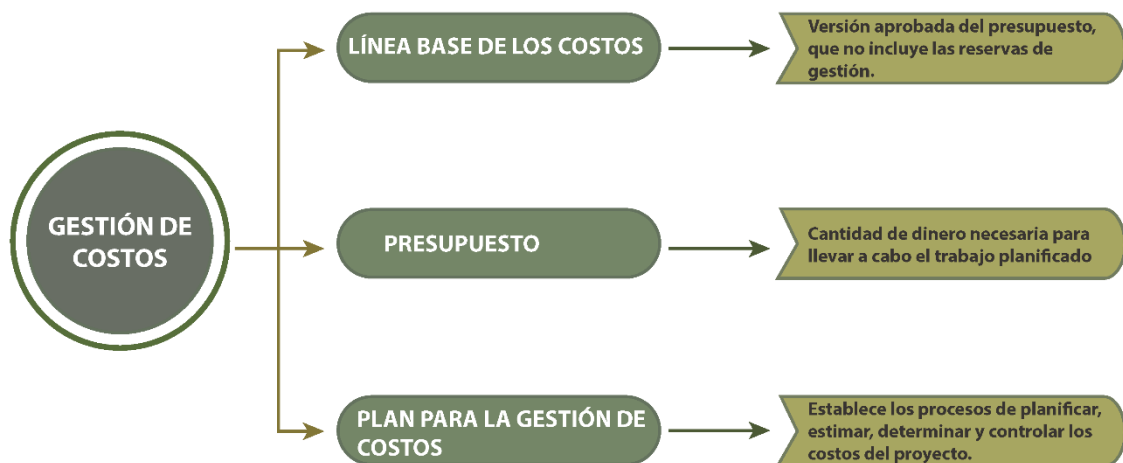 GESTIÓN DE
COSTOS
LÍNEA BASE DE LOS COSTOS
Versión aprobada del presupuesto,
que no incluye las reservas de
gestión.
PRESUPUESTO
Cantidad de dinero necesaria para
llevar a cabo el trabajo planificado
PLAN PARA LA GESTIÓN DE
COSTOS
Establece los procesos de planificar,
estimar, determinar y controlar los
costos del proyecto.